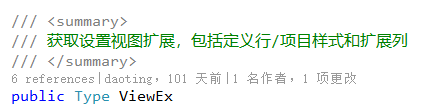 /// <summary>
/// 获取设置视图扩展，包括定义行/项目样式和扩展列
/// </summary>
6 references|daoting，101 天前|1 名作者，1 项更改
public Type ViewEx